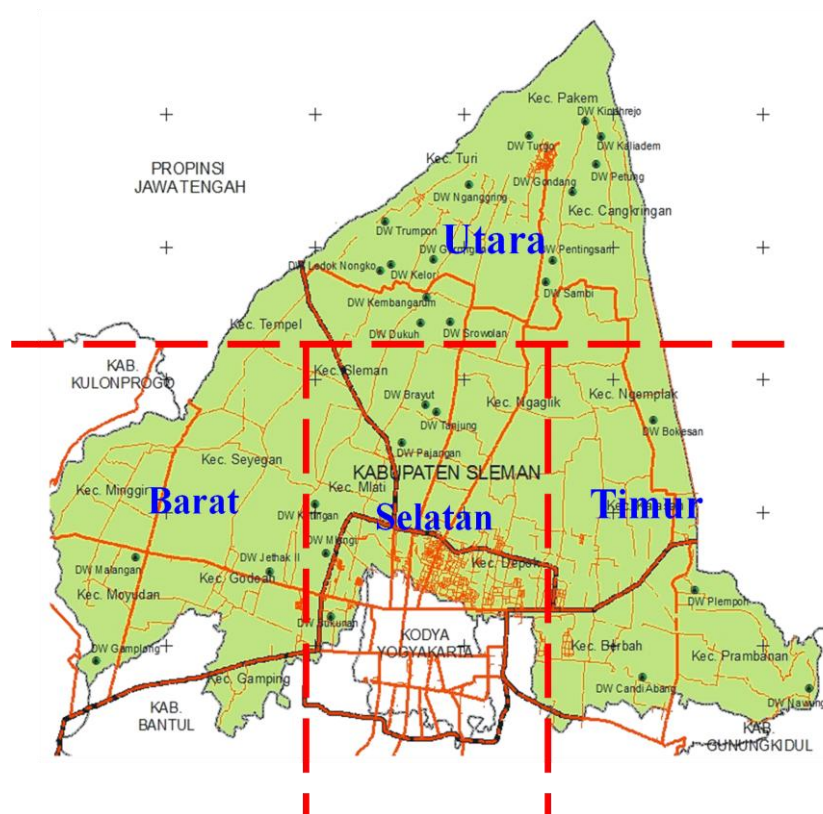 Kec. Pakem
DW Kinahrejo
DW Turgo
DW Kaliadem
Kec. Turi
PROPINSI
JAWATENGAH
DW Gondang
DW Petung
DW Nganggring
Kec. Cangkringan
DW Trumpon
Utara
DW Pentingsari
DW Ledok Nongko
DW Kelor
DW Sambi
DW Kembangarum
Kec. Tempel
DW Dukuh
DW Srowolan
KAB.
KULONPROGO
Kec. Sleman
DW Brayut
Kec. Ngaglik
Kec. Ngemplak
DW Tanjung
DW Bokesan
DW Pajangan
Kec. Seyegan
KABUPATEN SLEMAN
Kec. Minggir
Barat
Kec. Mlati
Selatan
Timur
DW Malangan
DW Jethak II
Kec. Godean
Kec. Depok
Kec. Moyudan
DW Plempoh
DW Sukunan
KODYA
YOGYAKARTA
Kec. Berbah
DW Gamplong
Kec. Gamping
Kec. Prambanan
DW Candi Abang
DW Nawung
KAB.
BANTUL
KAB.
GUNUNGKIDUL